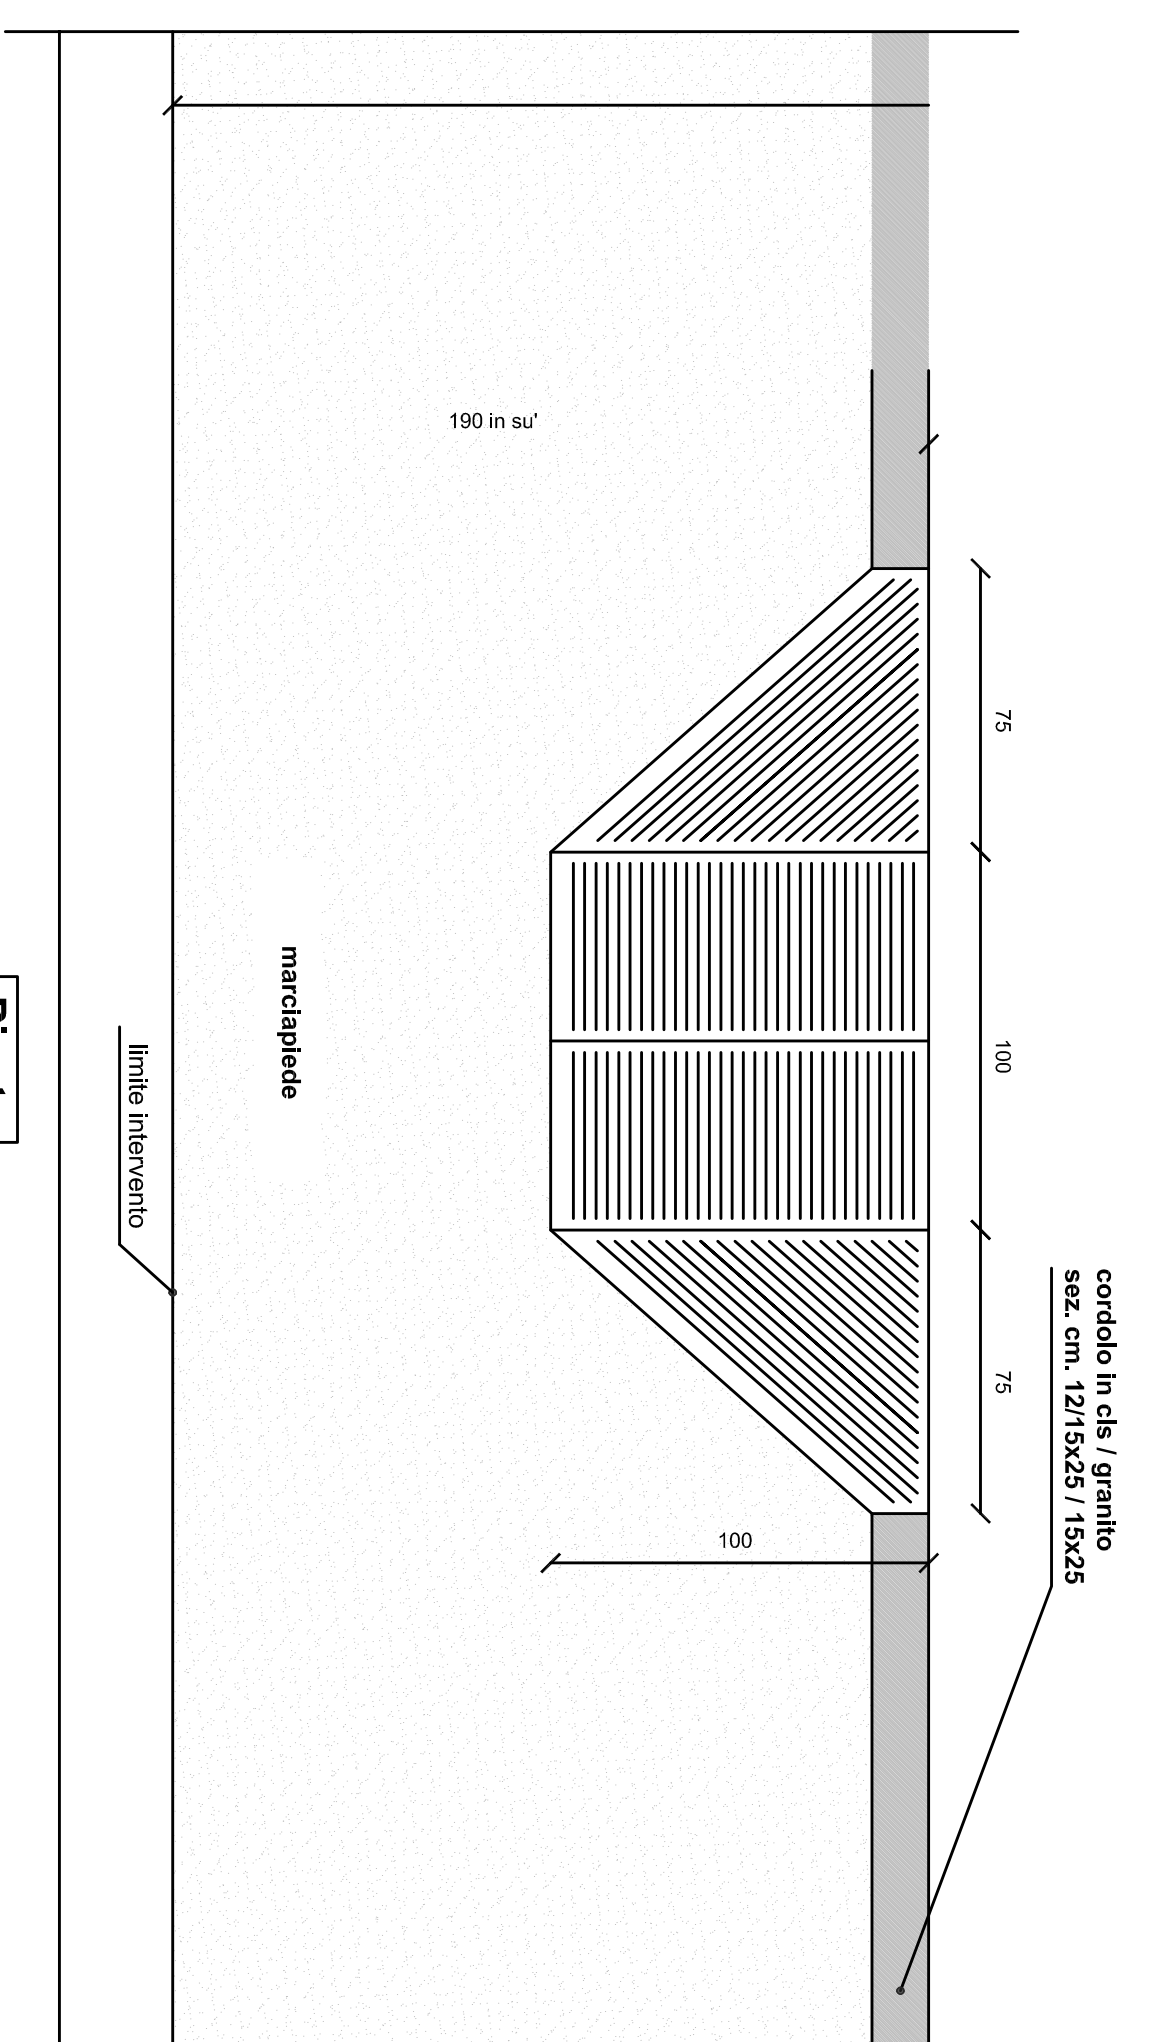 cordolo in cls / granito
sez. cm. 12/15x25 / 15x25
75
100
75
190 in su'
100
marciapiede
limite intervento